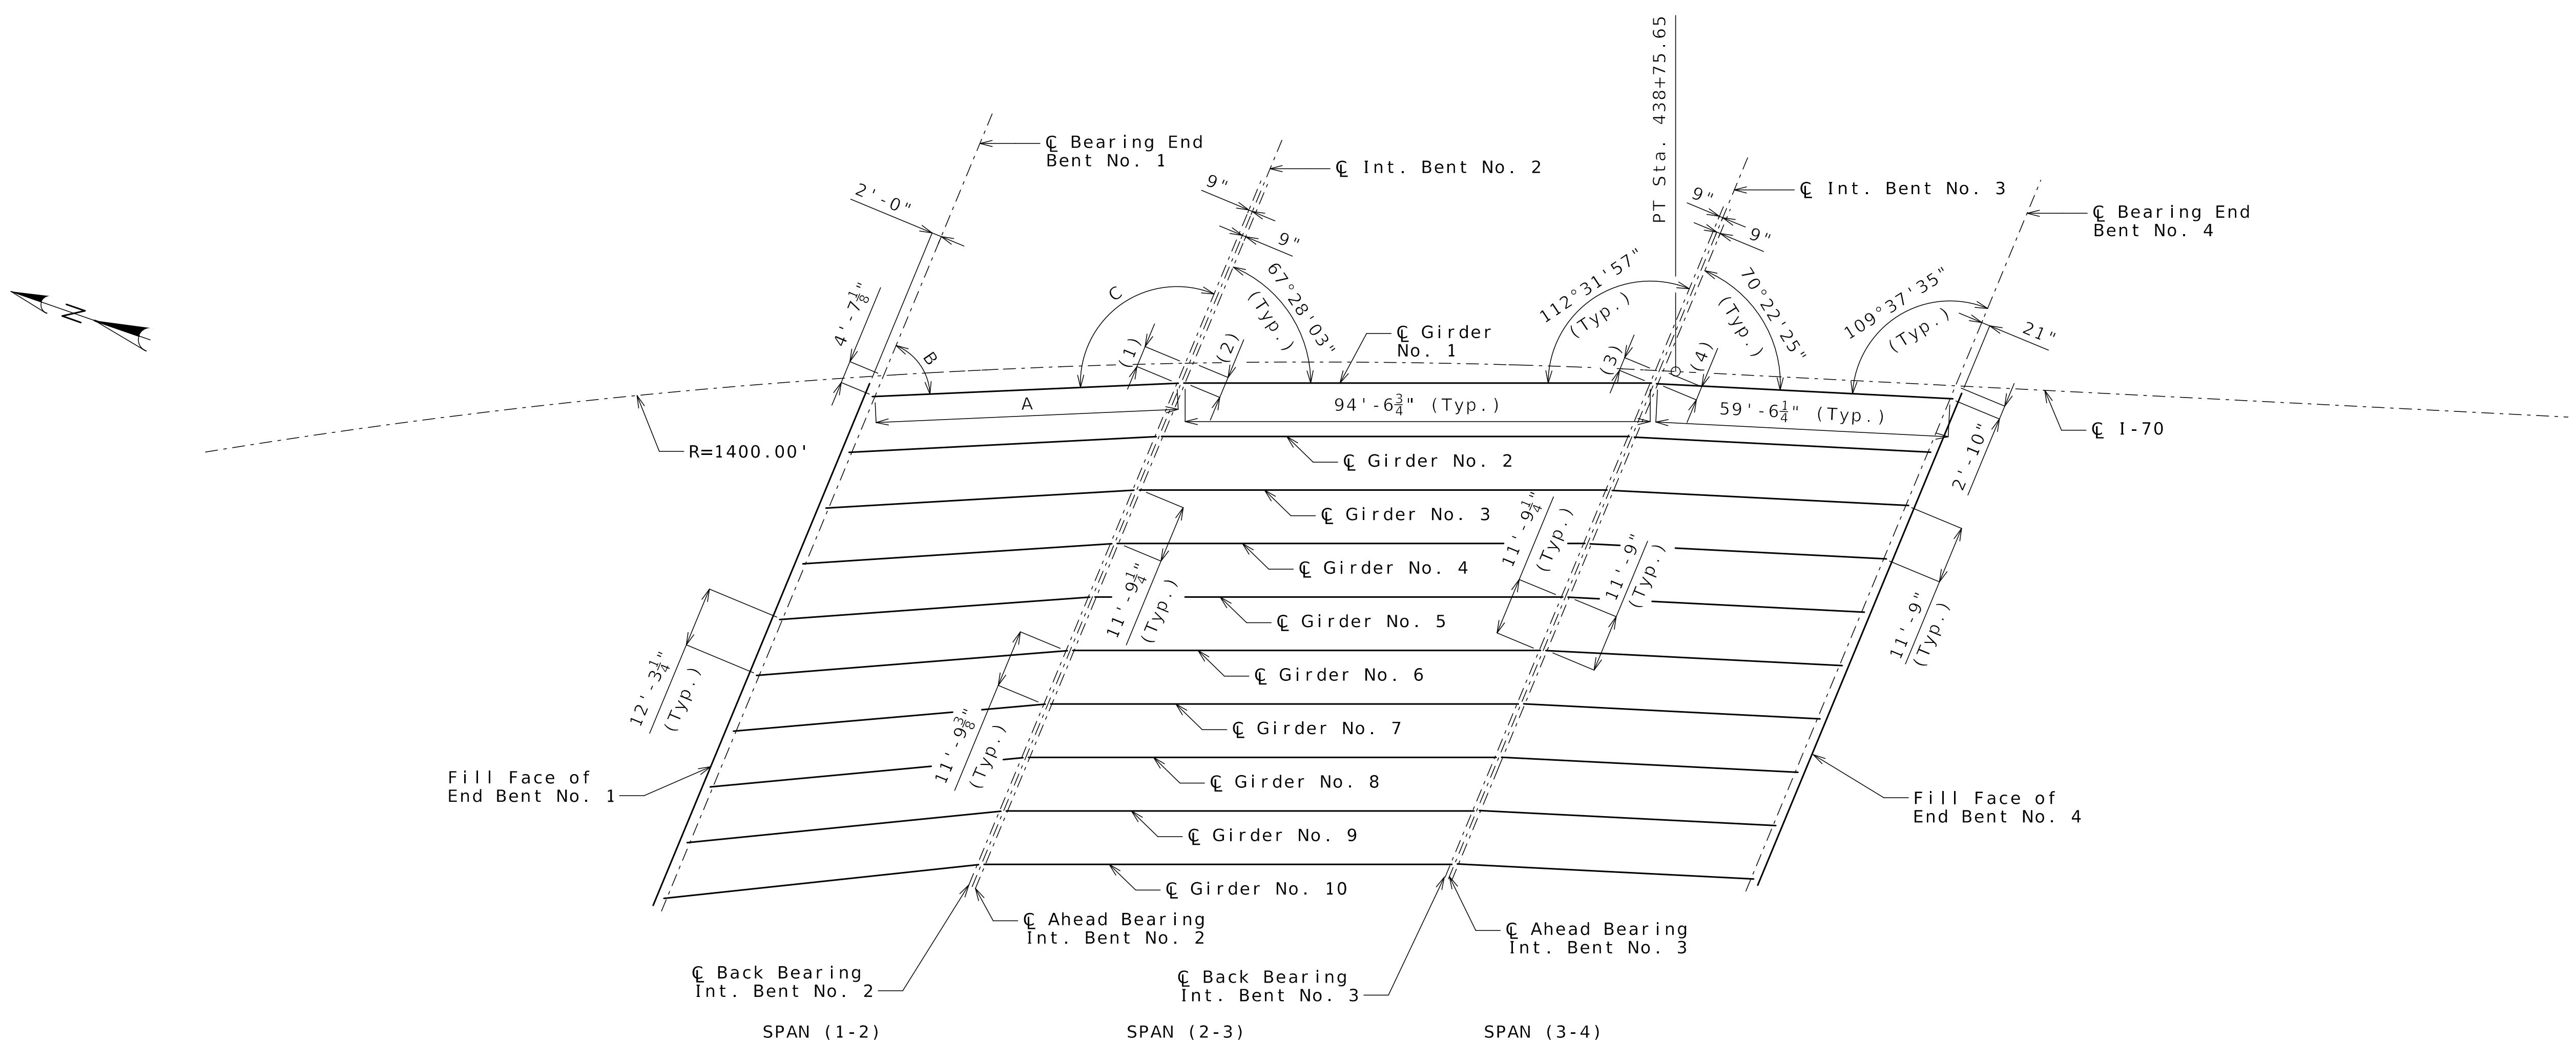 PT Sta. 438+75.65
℄ Bearing End
Bent No. 1
℄ Int. Bent No. 2
℄ Int. Bent No. 3
℄ Bearing End
Bent No. 4
2'-0"
9"
9"
9"
9"
21"
N
4'-7⅛"
B
C
(1)
(2)
67°28'03"
(Typ.)
℄ Girder
No. 1
112°31'57"
(Typ.)
(3)
(4)
70°22'25"
(Typ.)
109°37'35"
(Typ.)
A
94'-6¾" (Typ.)
59'-6¼" (Typ.)
2'-10"
R=1400.00'
℄ I-70
℄ Girder No. 2
℄ Girder No. 3
℄ Girder No. 4
℄ Girder No. 5
℄ Girder No. 6
℄ Girder No. 7
℄ Girder No. 8
℄ Girder No. 9
℄ Girder No. 10
11'-9¼"
(Typ.)
11'-9¼"
(Typ.)
11'-9"
(Typ.)
11'-9"
(Typ.)
12'-3¼"
(Typ.)
11'-9⅜"
(Typ.)
Fill Face of
End Bent No. 1
Fill Face of
End Bent No. 4
℄ Ahead Bearing
Int. Bent No. 2
℄ Ahead Bearing
Int. Bent No. 3
℄ Back Bearing
Int. Bent No. 2
℄ Back Bearing
Int. Bent No. 3
SPAN (1-2)
SPAN (2-3)
SPAN (3-4)